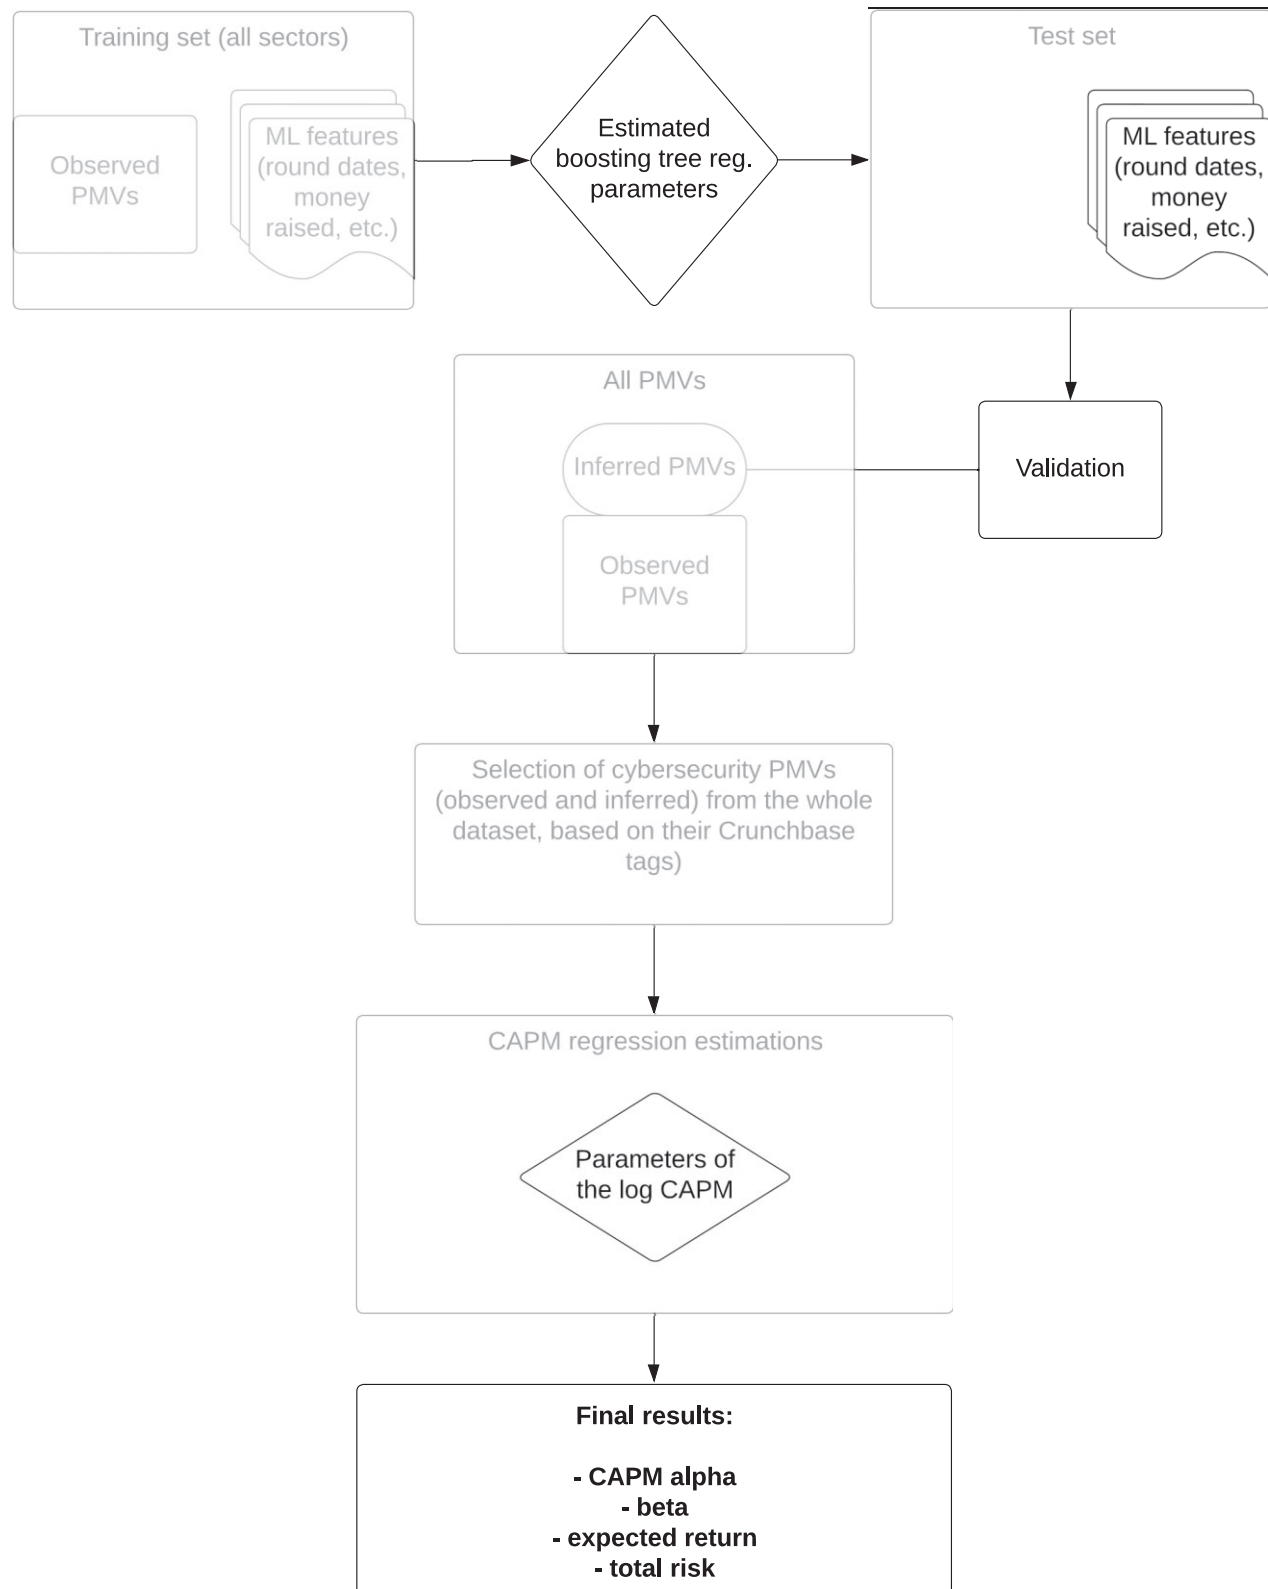 Training set (all sectors)
Observed
PMVs
ML features
(round dates,
money
raised, etc.)
Estimated
boosting tree reg.
parameters
Test set
ML features
(round dates,
money
raised, etc.)
All PMVs
Inferred PMVs
Observed
PMVs
Validation
Selection of cybersecurity PMVs
(observed and inferred) from the whole
dataset, based on their Crunchbase
tags)
CAPM regression estimations
Parameters of
the log CAPM
Final results:
- CAPM alpha
- beta
- expected return
- total risk